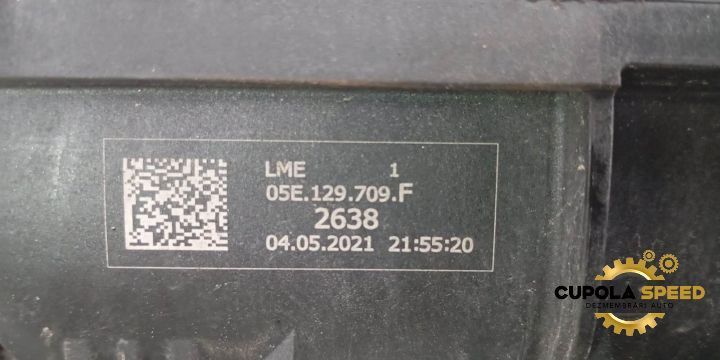 LME 1
05E.129.709.F
2638
04.05.2021 21:55:20
CUPOLA SPEED
DEZMEMBRARI AUTO